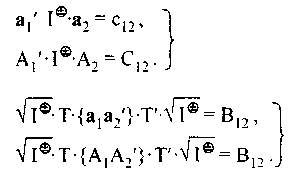 a₁′ I^⊕·a₂ = c₁₂ ,
A₁′·I^⊕·A₂ = C₁₂ .
√I^⊕·T·{a₁a₂′}·T′·√I^⊕ = B₁₂ ,
√I^⊕·T·{A₁A₂′}·T′·√I^⊕ = B₁₂ .